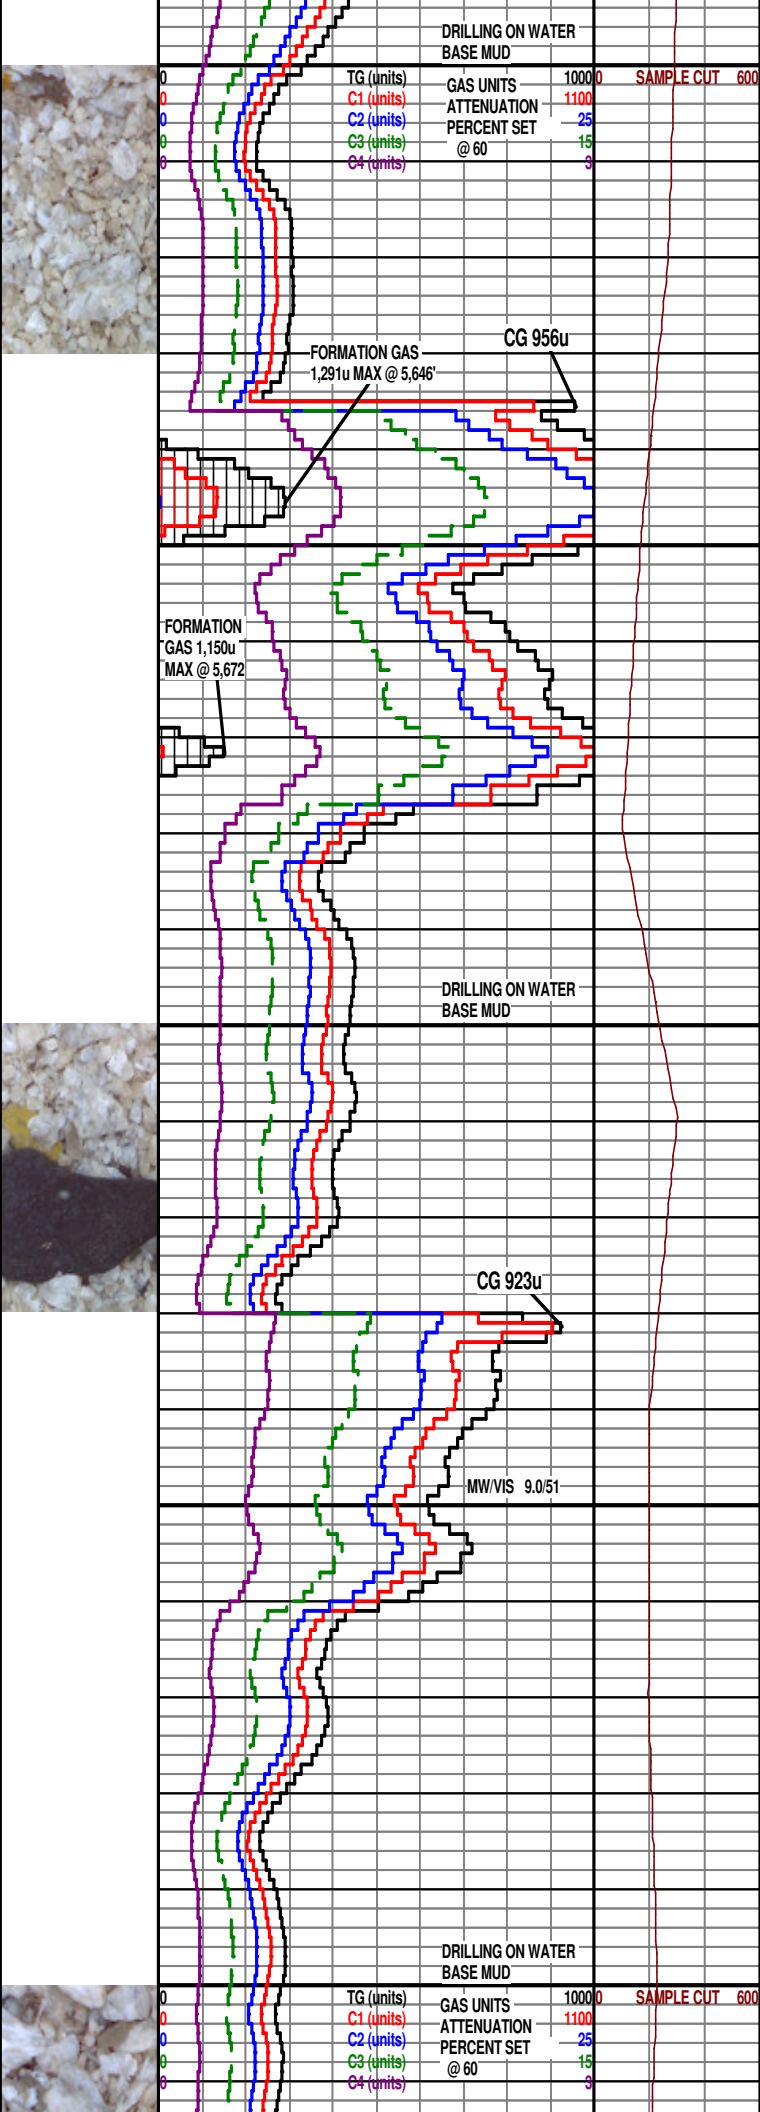 DRILLING ON WATER
BASE MUD
0 TG (units) 1000
0 C1 (units) 1100
0 C2 (units) 25
0 C3 (units) 15
0 C4 (units) 3
GAS UNITS
ATTENUATION
PERCENT SET
@ 60
0 SAMPLE CUT 600
CG 956u
FORMATION GAS
1,291u MAX @ 5,646'
FORMATION
GAS 1,150u
MAX @ 5,672
DRILLING ON WATER
BASE MUD
CG 923u
MW/VIS 9.0/51
DRILLING ON WATER
BASE MUD
0 TG (units) 1000
0 C1 (units) 1100
0 C2 (units) 25
0 C3 (units) 15
0 C4 (units) 3
GAS UNITS
ATTENUATION
PERCENT SET
@ 60
0 SAMPLE CUT 600